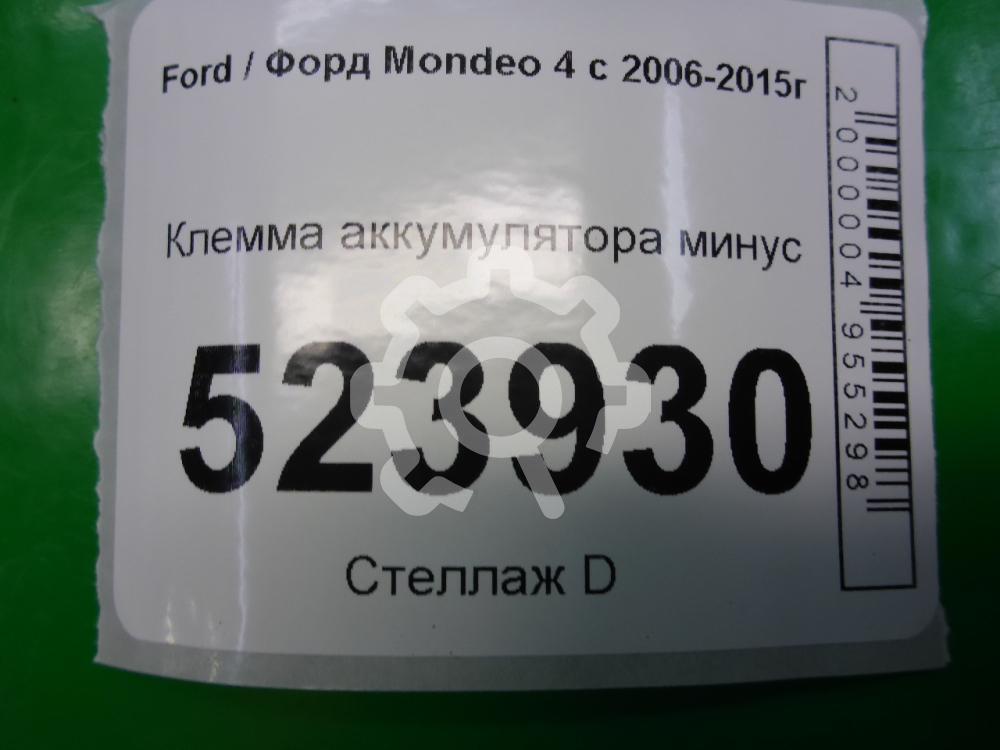 Ford / Форд Mondeo 4 с 2006-2015г
Клемма аккумулятора минус
523930
Стеллаж D
2000004955298